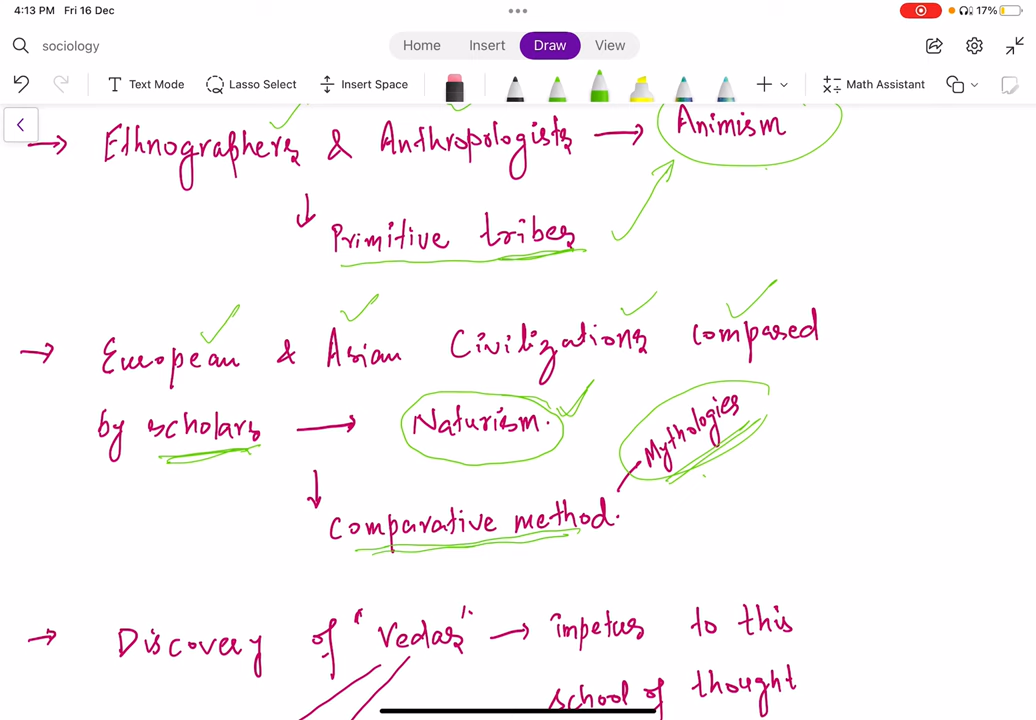 4:13 PM Fri 16 Dec
17%
sociology
Home Insert Draw View
Text Mode Lasso Select Insert Space Math Assistant
→ Ethnographers & Anthropologists → Animism
↓
Primitive tribes
→ European & Asian Civilizations compared
by scholars → Naturism.
Mythologies
↓
Comparative method.
→ Discovery of "Vedas". → impetus to this
school of thought